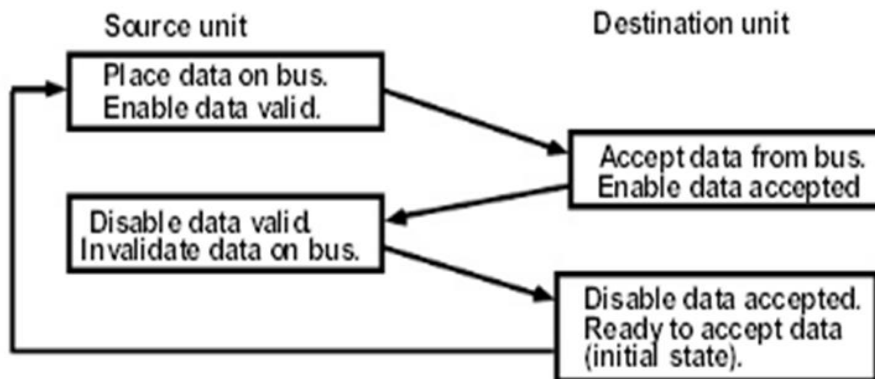 Source unit
Destination unit
Place data on bus.
Enable data valid.
Accept data from bus.
Enable data accepted
Disable data valid.
Invalidate data on bus.
Disable data accepted.
Ready to accept data
(initial state).